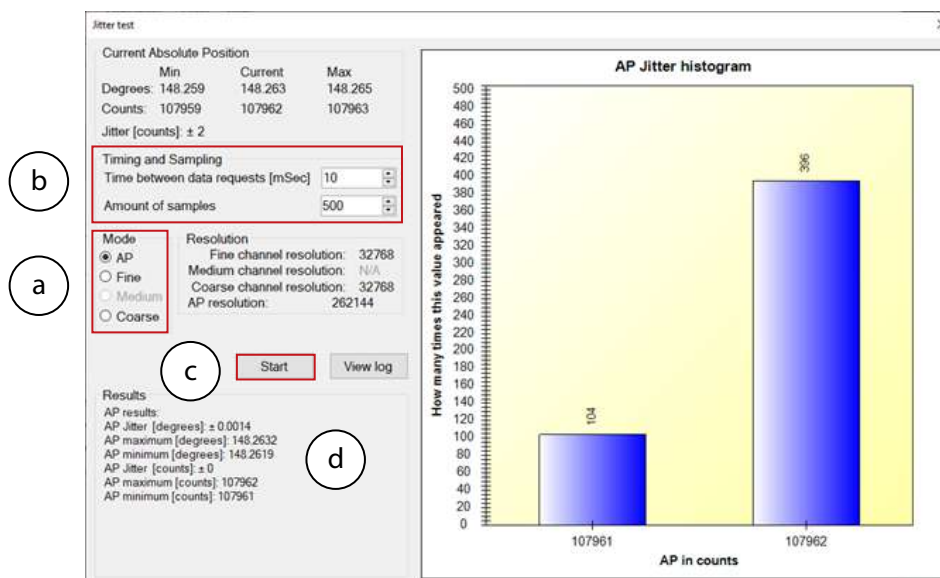 Jitter test
Current Absolute Position
Min Current Max
Degrees: 148.259 148.263 148.265
Counts: 107959 107962 107963
Jitter [counts]: ± 2
b
Timing and Sampling
Time between data requests [mSec] 10
Amount of samples 500
a
Mode
AP
Fine
Medium
Coarse
Resolution
Fine channel resolution: 32768
Medium channel resolution: N/A
Coarse channel resolution: 32768
AP resolution: 262144
c
Start View log
Results
AP results:
AP Jitter [degrees]: ± 0.0014
AP maximum [degrees]: 148.2632
AP minimum [degrees]: 148.2619
AP Jitter [counts]: ± 0
AP maximum [counts]: 107962
AP minimum [counts]: 107961
d
AP Jitter histogram
How many times this value appeared
500
480
460
440
420
400
380
360
340
320
300
280
260
240
220
200
180
160
140
120
100
80
60
40
20
0
104
396
107961 107962
AP in counts